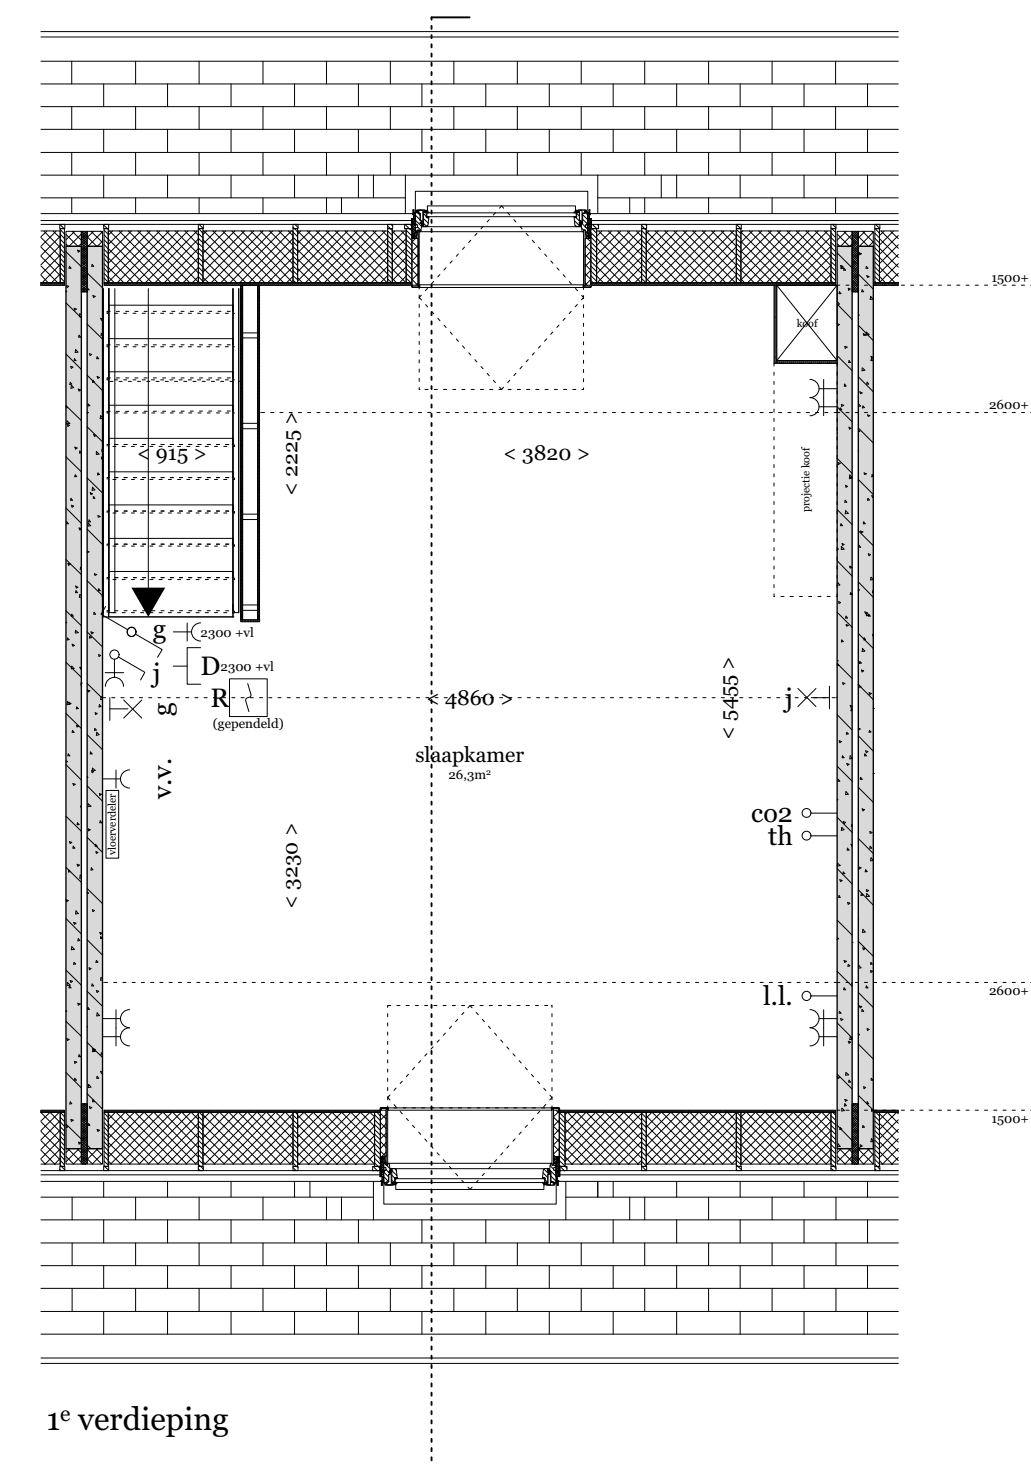 1500+
koof
2600+
< 915 >
< 2225 >
< 3820 >
projectie koof
g
2300 +vl
j
D
2300 +vl
g
R
(gependeld)
< 4860 >
< 5455 >
j
slaapkamer
26,3m²
v.v.
vloerverdeler
co2
th
< 3230 >
l.l.
2600+
1500+
1e verdieping